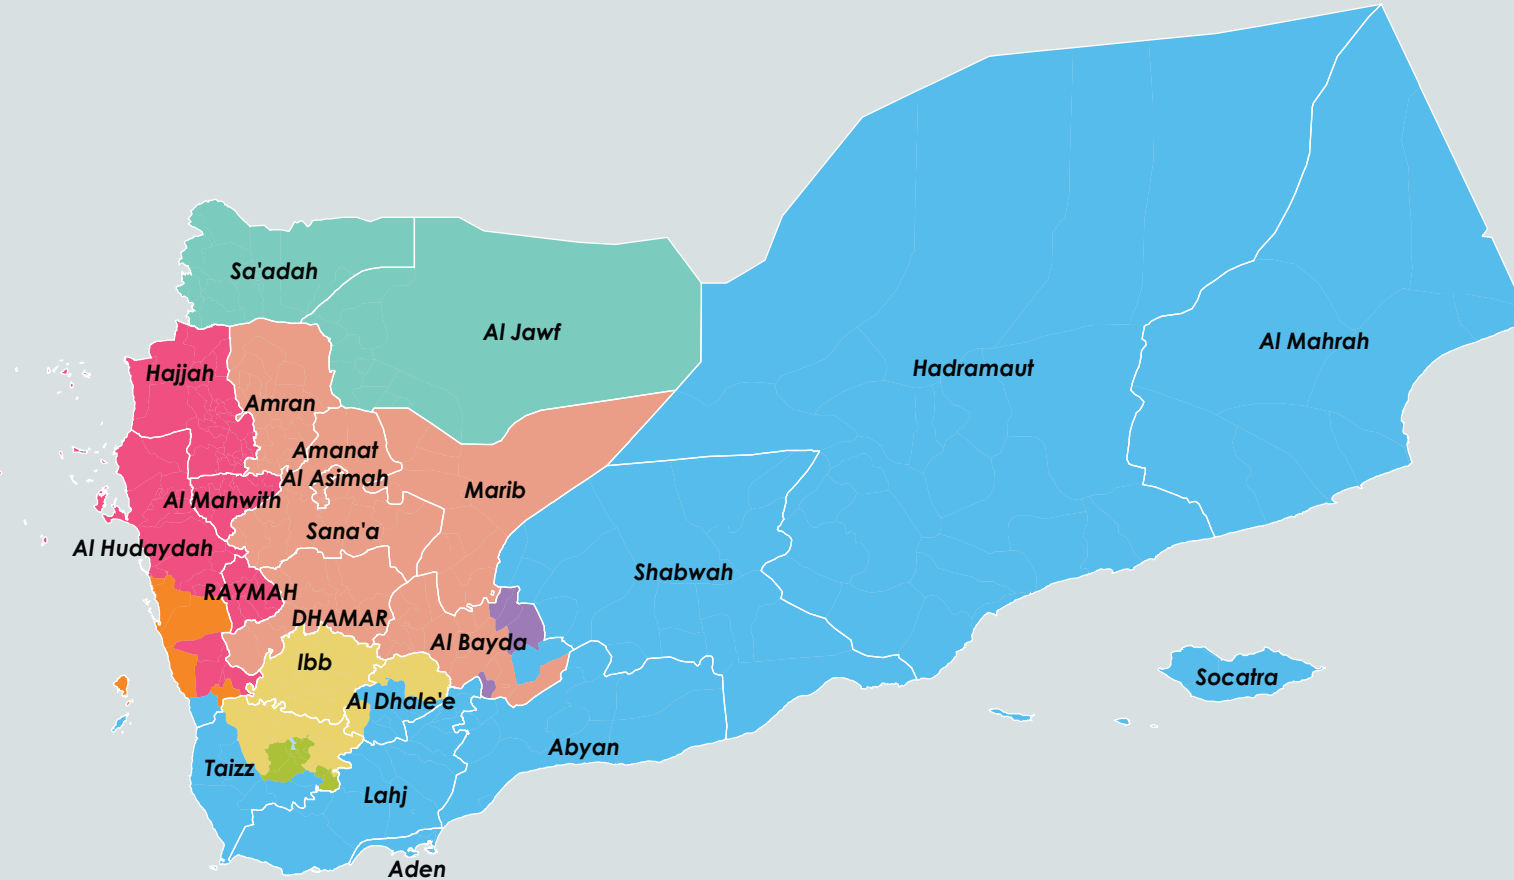 Sa'adah
Al Jawf
Al Mahrah
Hadramaut
Hajjah
Amran
Amanat
Al Asimah
Marib
Al Mahwith
Sana'a
Al Hudaydah
Shabwah
RAYMAH
DHAMAR
Al Bayda
Ibb
Socatra
Al Dhale'e
Abyan
Taizz
Lahj
Aden